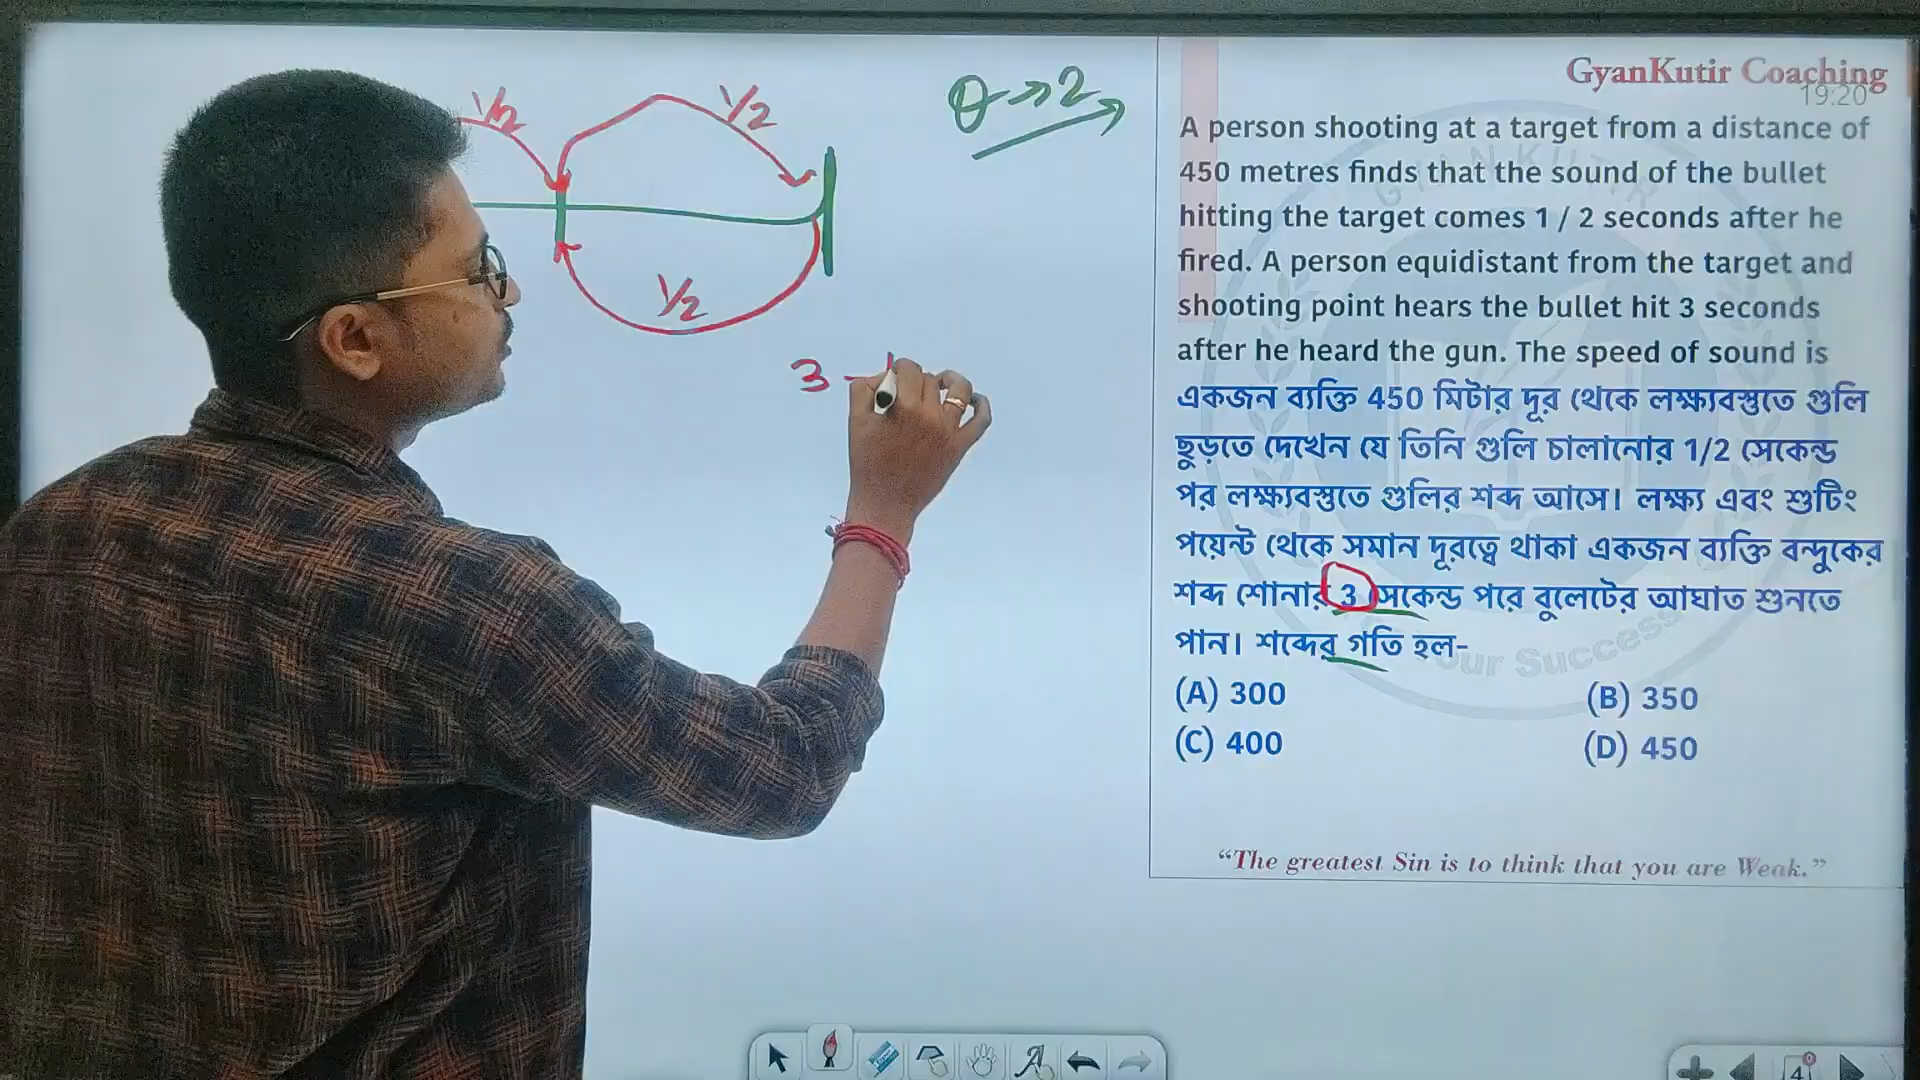 GyanKutir Coaching
19:20
A person shooting at a target from a distance of
450 metres finds that the sound of the bullet
hitting the target comes 1 / 2 seconds after he
fired. A person equidistant from the target and
shooting point hears the bullet hit 3 seconds
after he heard the gun. The speed of sound is
একজন ব্যক্তি 450 মিটার দূর থেকে লক্ষ্যবস্তুতে গুলি
ছুড়তে দেখেন যে তিনি গুলি চালানোর 1/2 সেকেন্ড
পর লক্ষ্যবস্তুতে গুলির শব্দ আসে। লক্ষ্য এবং শুটিং
পয়েন্ট থেকে সমান দূরত্বে থাকা একজন ব্যক্তি বন্দুকের
শব্দ শোনার 3 সেকেন্ড পরে বুলেটের আঘাত শুনতে
পান। শব্দের গতি হল-
(A) 300 (B) 350
(C) 400 (D) 450
“The greatest Sin is to think that you are Weak.”
1/2
1/2
1/2
3 -
4